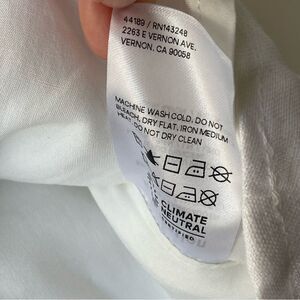 44189 / RN143248
2263 E VERNON AVE.
VERNON, CA 90058
MACHINE WASH COLD, DO NOT
BLEACH, DRY FLAT, IRON MEDIUM
HEAT, DO NOT DRY CLEAN
CLIMATE
NEUTRAL
CERTIFIED